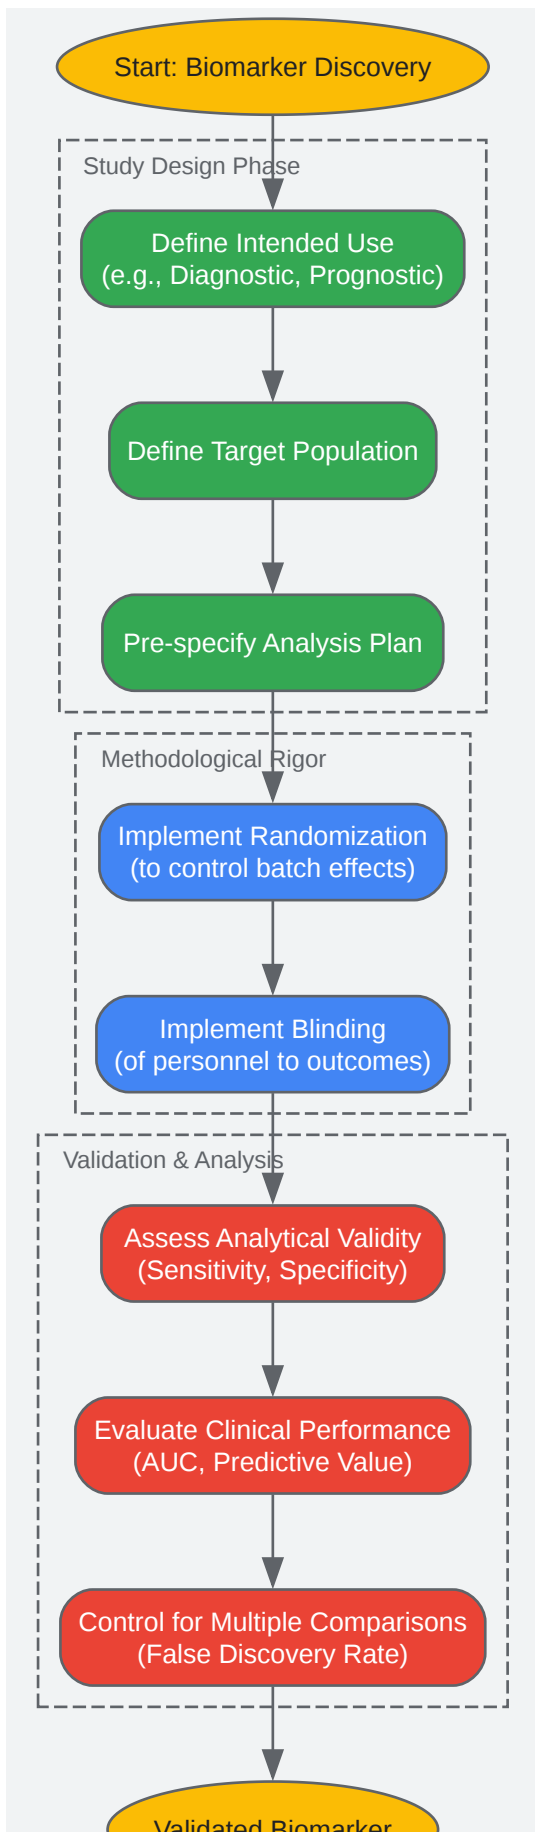 Start: Biomarker Discovery
Study Design Phase
Define Intended Use
(e.g., Diagnostic, Prognostic)
Define Target Population
Pre-specify Analysis Plan
Methodological Rigor
Implement Randomization
(to control batch effects)
Implement Blinding
(of personnel to outcomes)
Validation & Analysis
Assess Analytical Validity
(Sensitivity, Specificity)
Evaluate Clinical Performance
(AUC, Predictive Value)
Control for Multiple Comparisons
(False Discovery Rate)
Validated Biomarker